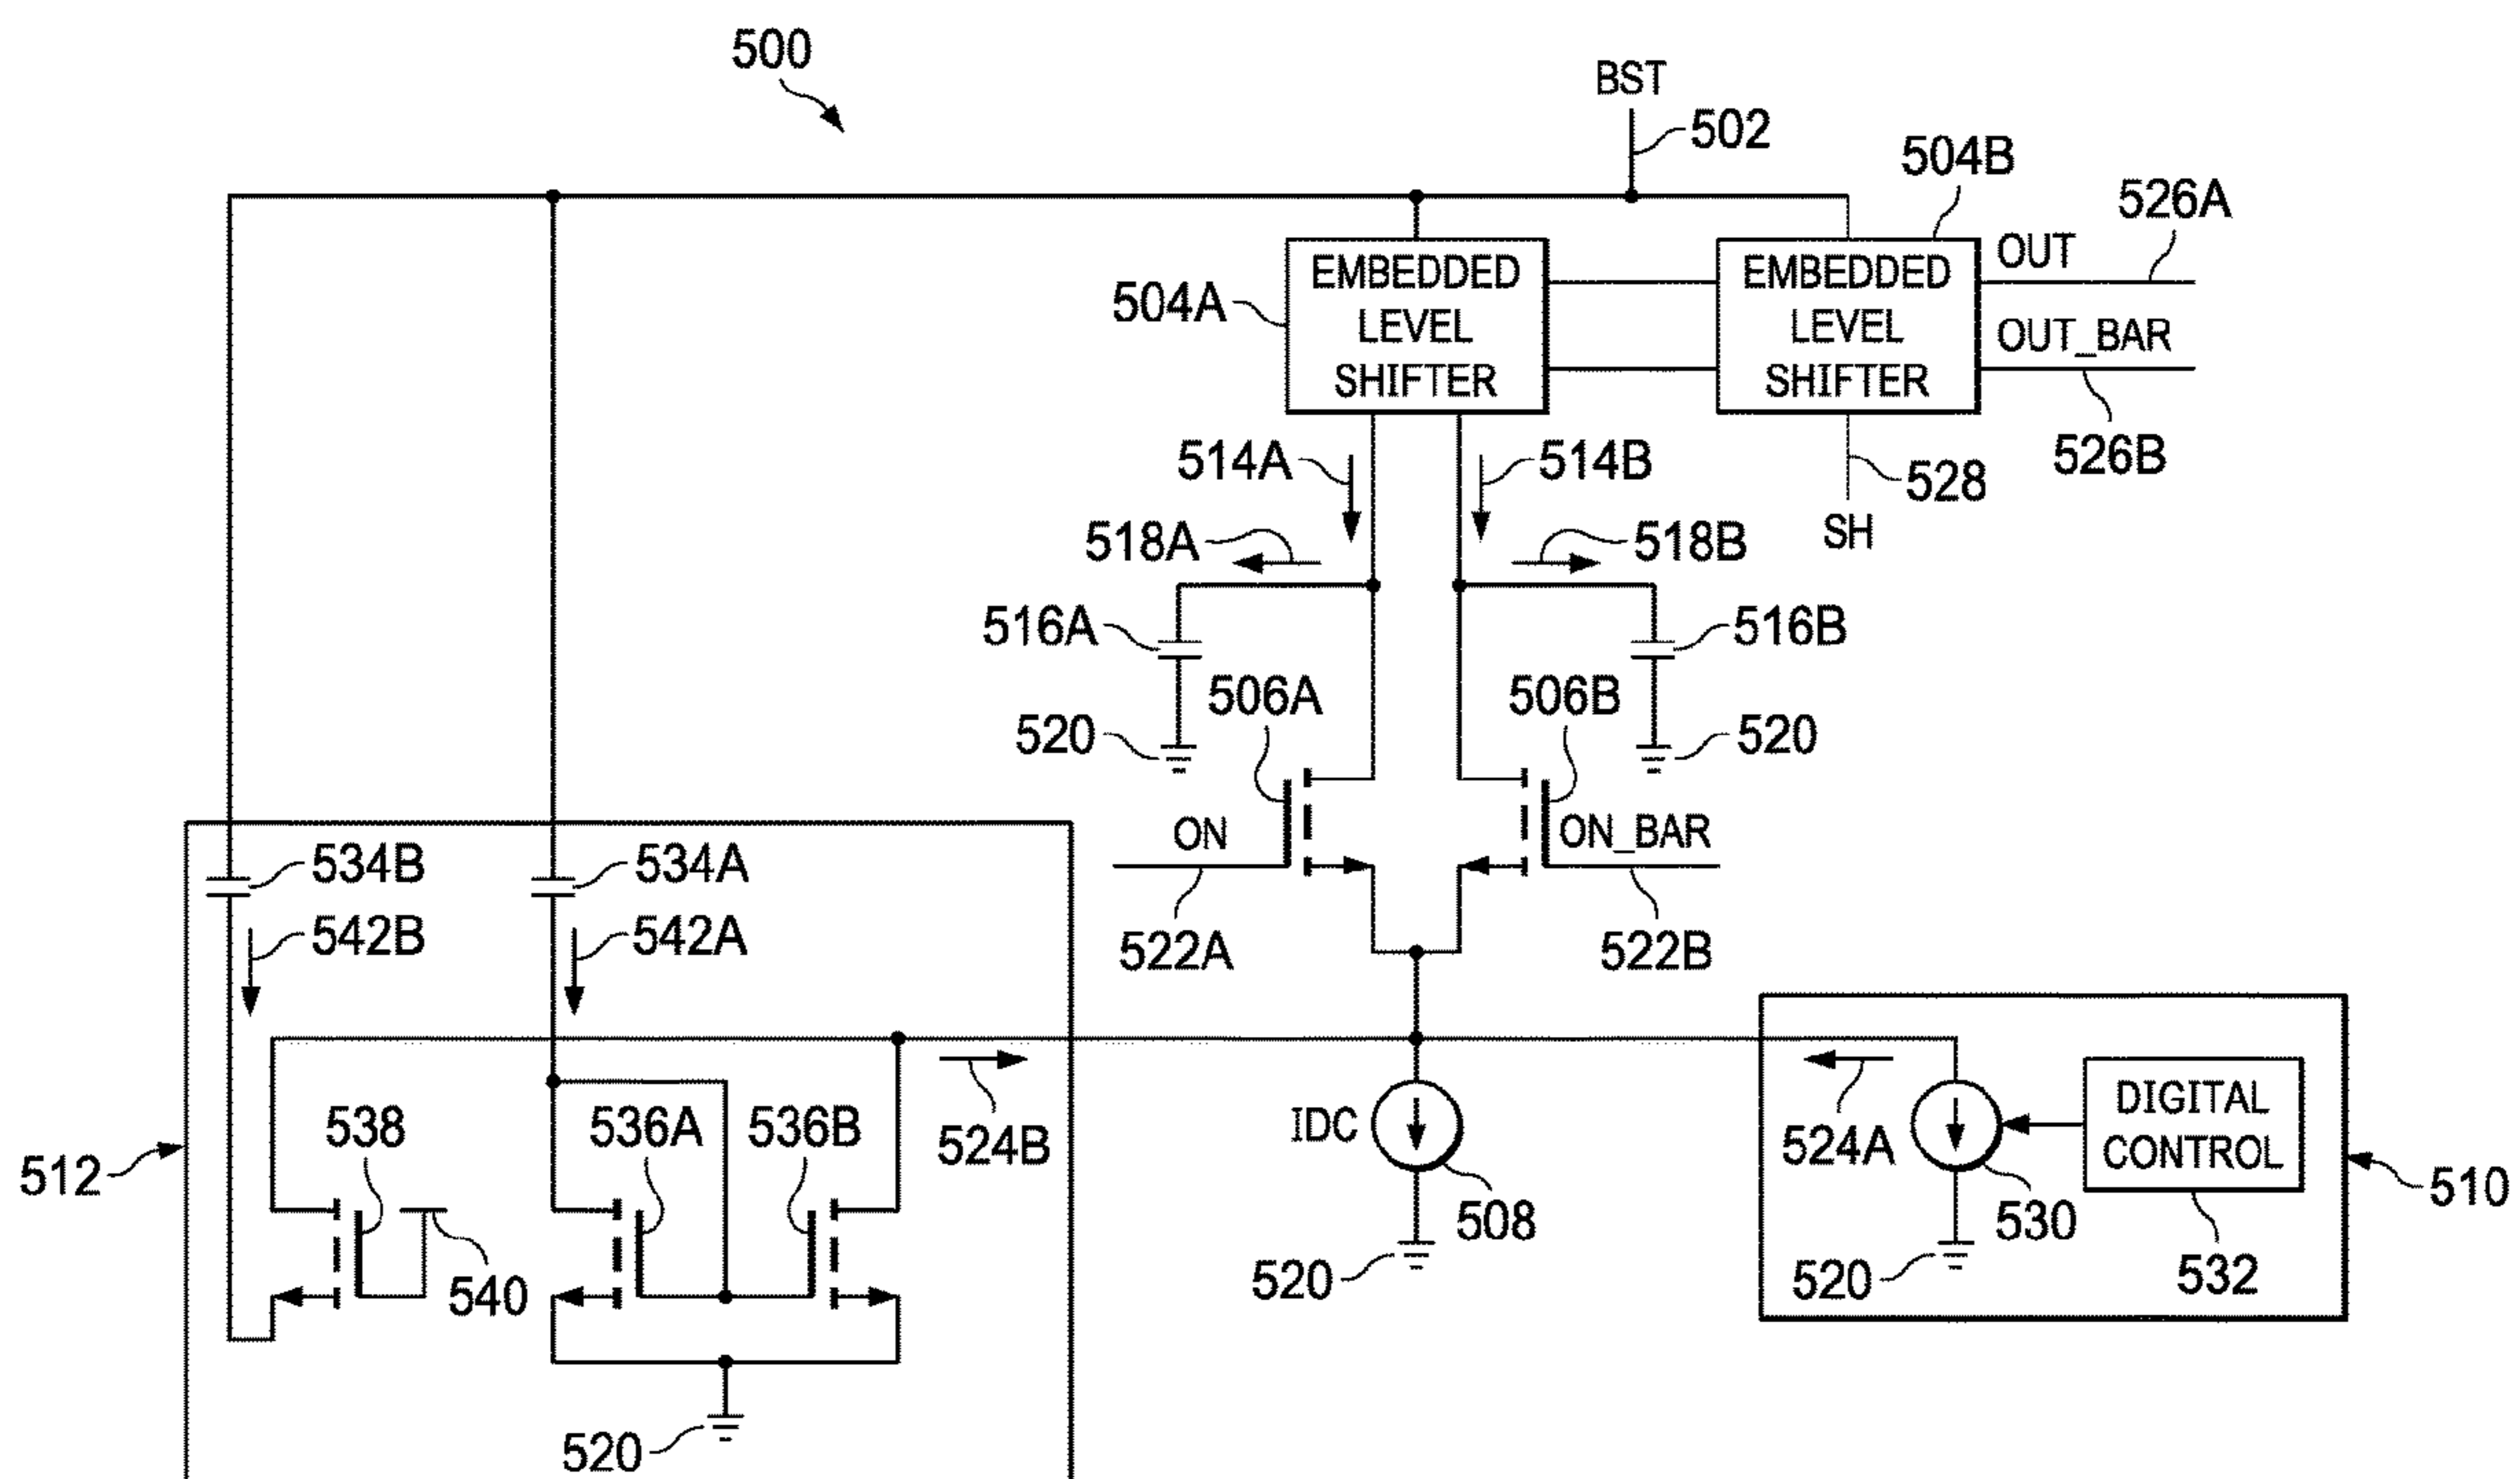 500
BST
502
504B
526A
504A
EMBEDDED
LEVEL
SHIFTER
EMBEDDED
LEVEL
SHIFTER
OUT
OUT_BAR
526B
514A
514B
528
SH
518A
518B
516A
516B
506A
506B
520
520
ON
ON_BAR
534B
534A
542B
542A
522A
522B
538
536A
536B
524B
IDC
524A
DIGITAL
CONTROL
512
510
540
508
530
532
520
520
520